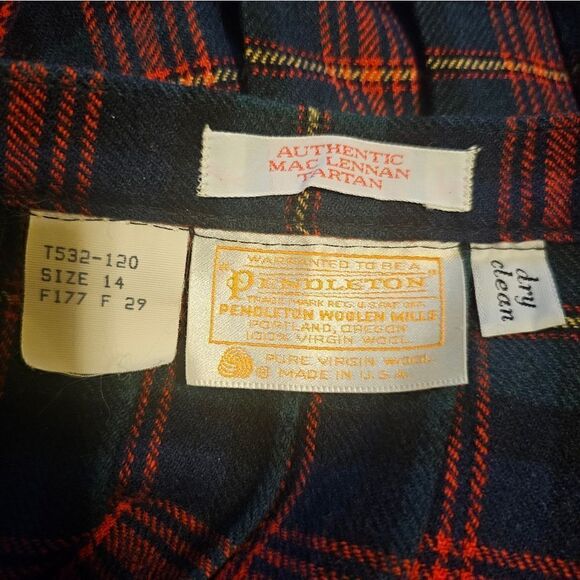 AUTHENTIC
MAC LENNAN
TARTAN
T532-120
SIZE 14
F177 F 29
WARRANTED TO BE A
"PENDLETON"
TRADE MARK REG. U.S. PAT. OFF.
PENDLETON WOOLEN MILLS
PORTLAND, OREGON
100% VIRGIN WOOL
PURE VIRGIN WOOL
® MADE IN U.S.A.
dry
clean